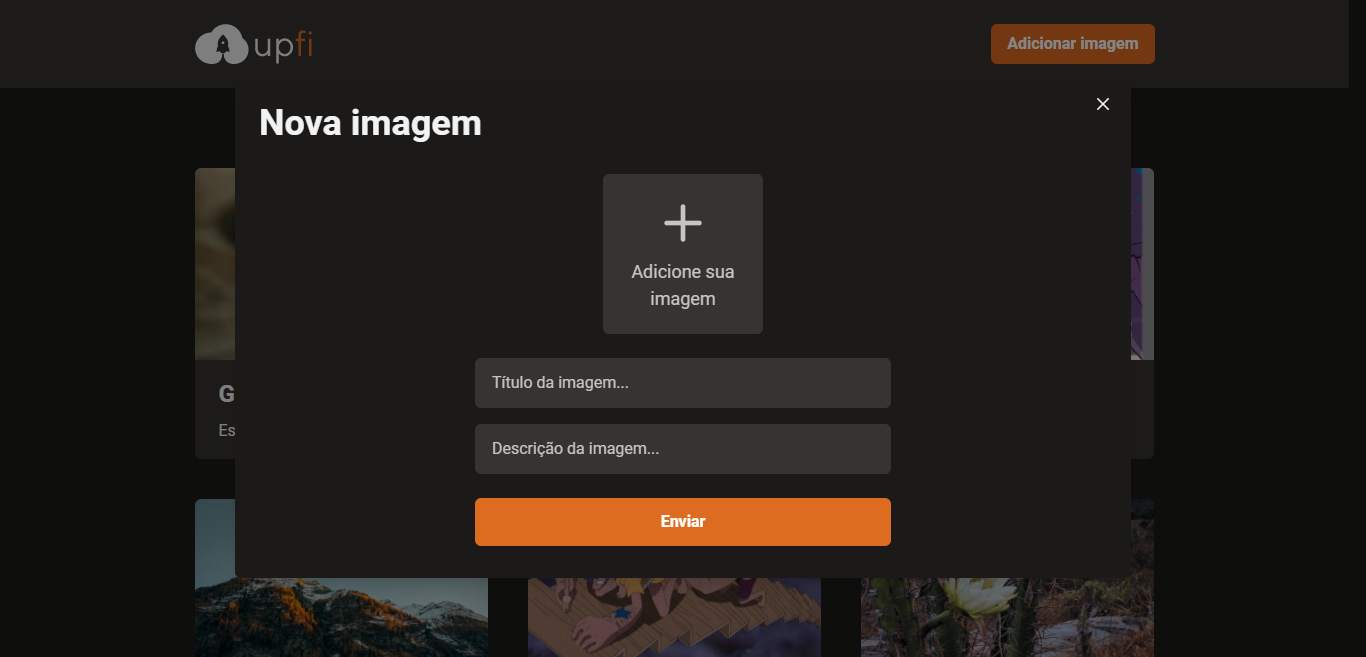 upfi
Adicionar imagem
Nova imagem
Adicione sua
imagem
G
Título da imagem...
Es
Descrição da imagem...
Enviar